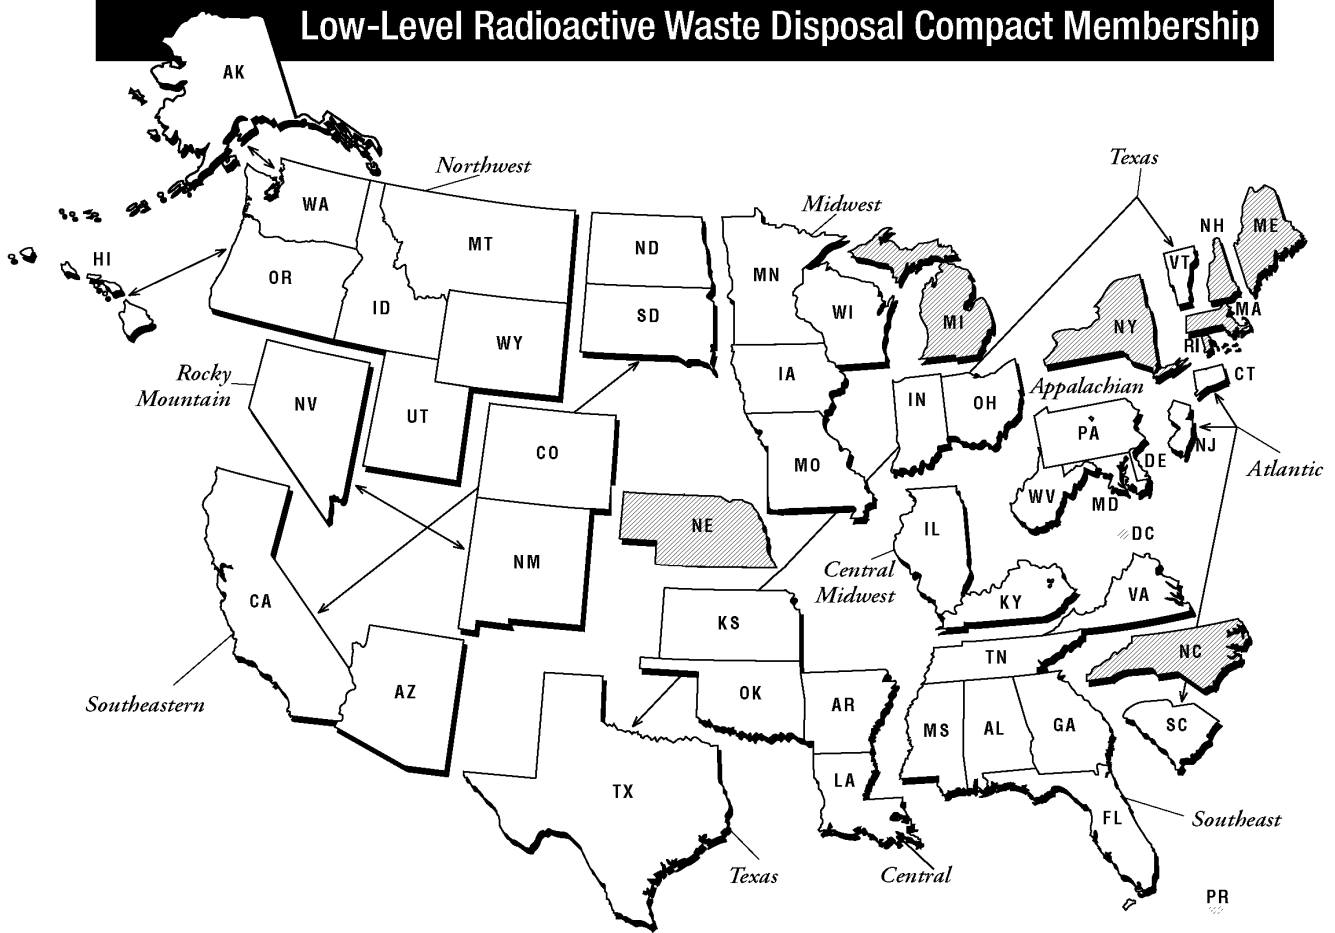 Low-Level Radioactive Waste Disposal Compact Membership
AK
Texas
Northwest
WA
Midwest
NH
ME
MT
ND
HI
OR
MN
VT
ID
SD
WI
MI
NY
MA
WY
RI
Rocky
Mountain
IA
CT
NV
UT
IN
OH
Appalachian
CO
PA
NJ
MO
DE
Atlantic
WV
MD
NE
IL
DC
NM
Central
Midwest
CA
KY
VA
KS
TN
NC
AZ
OK
Southeastern
AR
MS
AL
GA
SC
TX
LA
FL
Southeast
Texas
Central
PR